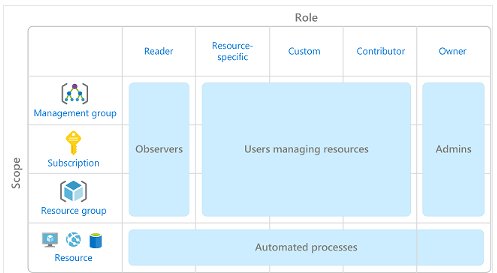 Role
Reader
Resource-
specific
Custom
Contributor
Owner
Scope
Management group
Subscription
Resource group
Resource
Observers
Users managing resources
Admins
Automated processes